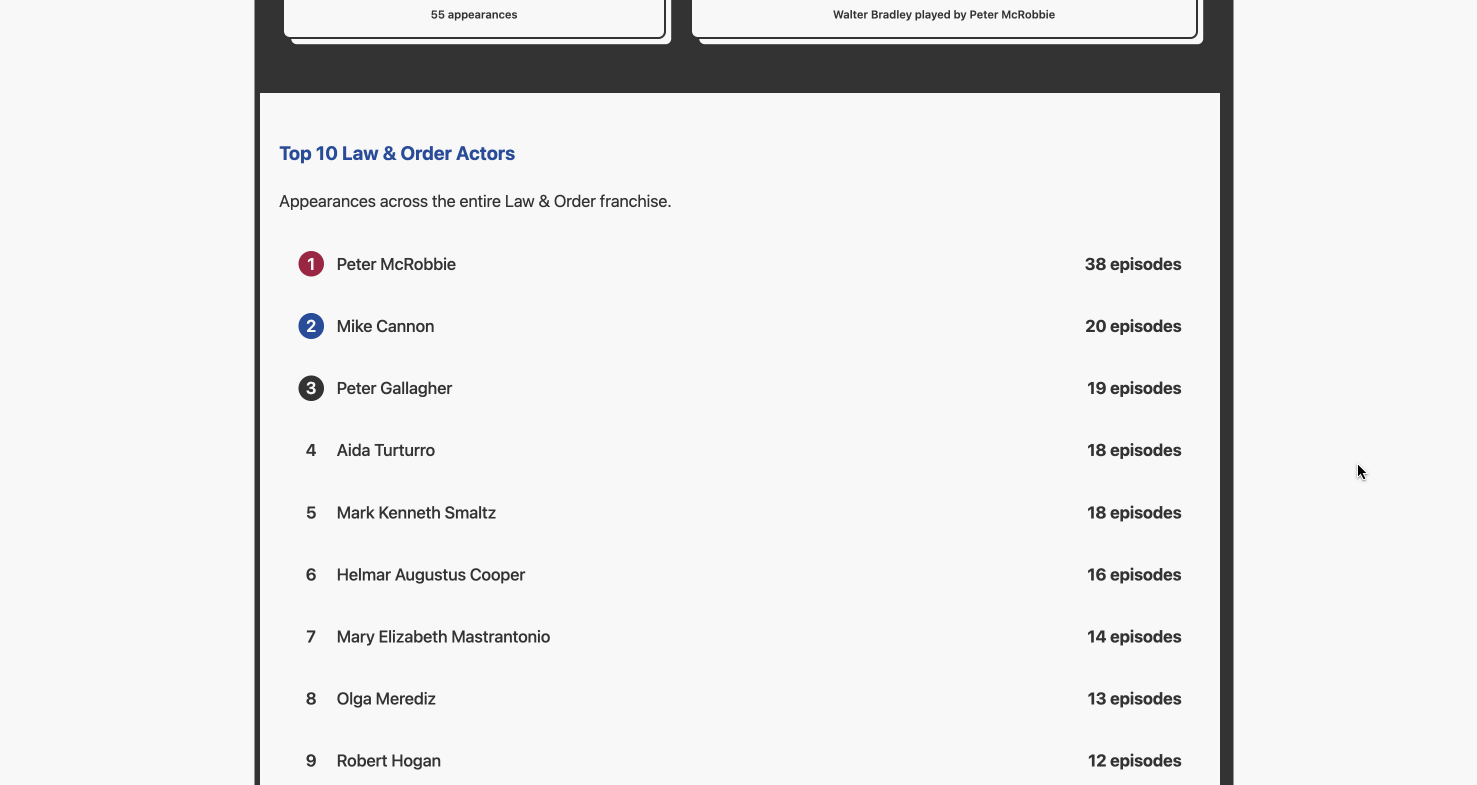 55 appearances
Walter Bradley played by Peter McRobbie
Top 10 Law & Order Actors
Appearances across the entire Law & Order franchise.
1 Peter McRobbie 38 episodes
2 Mike Cannon 20 episodes
3 Peter Gallagher 19 episodes
4 Aida Turturro 18 episodes
5 Mark Kenneth Smaltz 18 episodes
6 Helmar Augustus Cooper 16 episodes
7 Mary Elizabeth Mastrantonio 14 episodes
8 Olga Merediz 13 episodes
9 Robert Hogan 12 episodes